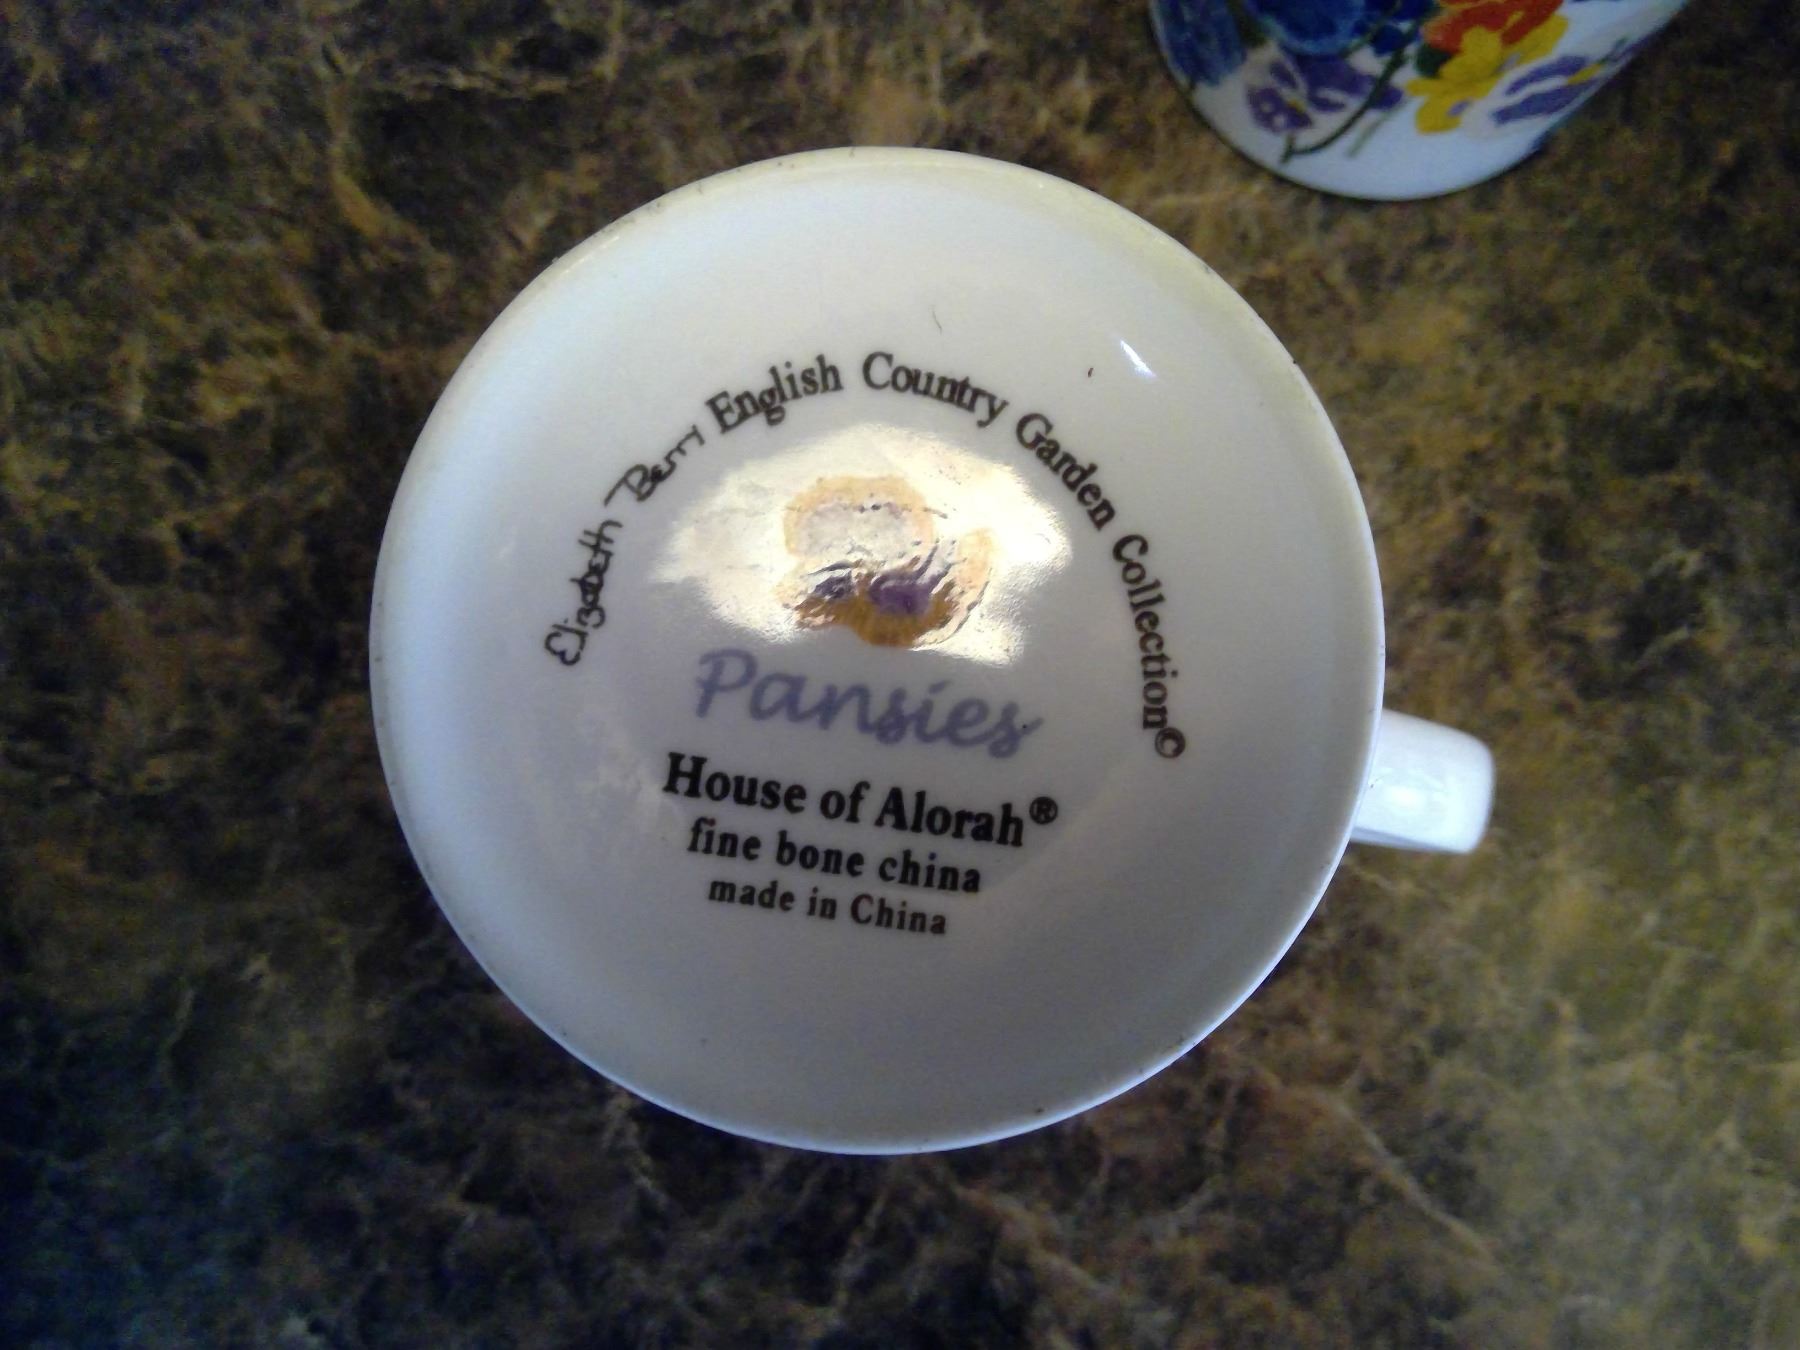 Elizabeth Berri English Country Garden Collection©
Pansies
House of Alorah®
fine bone china
made in China